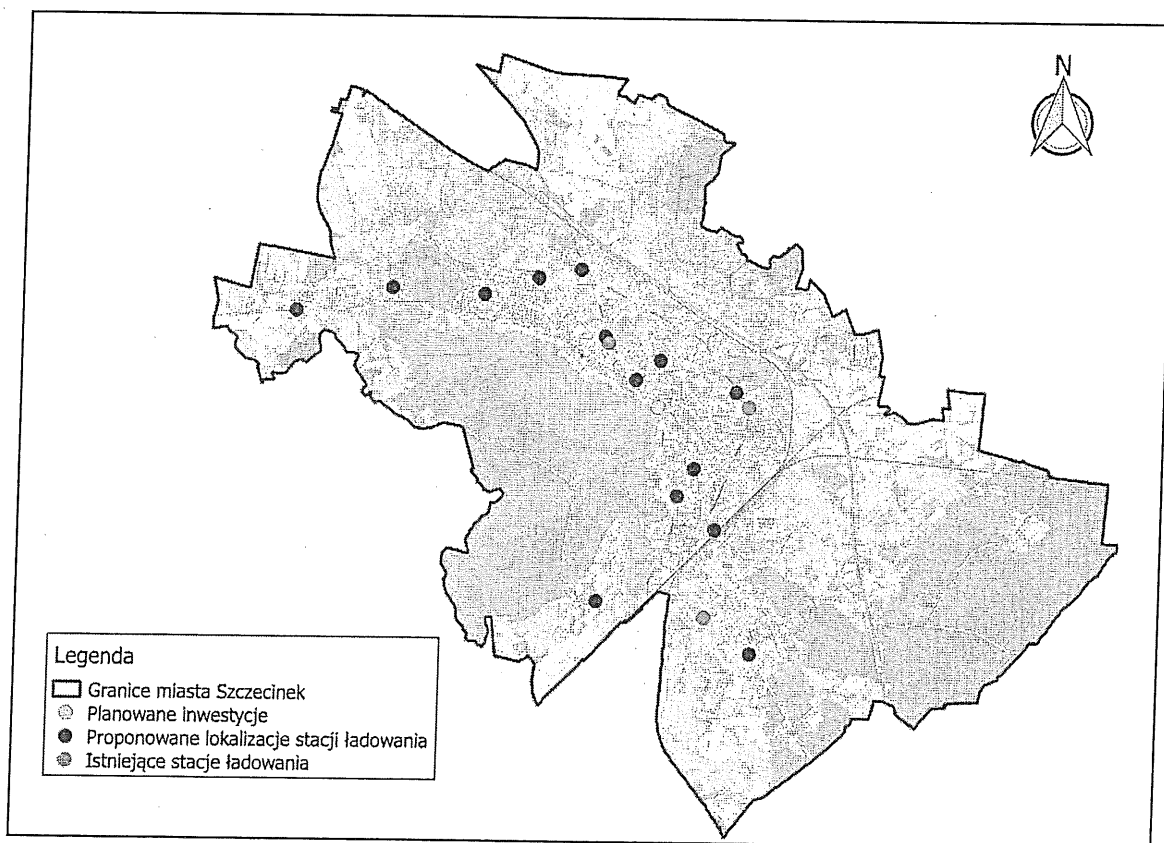 N
Legenda
Granice miasta Szczecinek
Planowane inwestycje
Proponowane lokalizacje stacji ładowania
Istniejące stacje ładowania